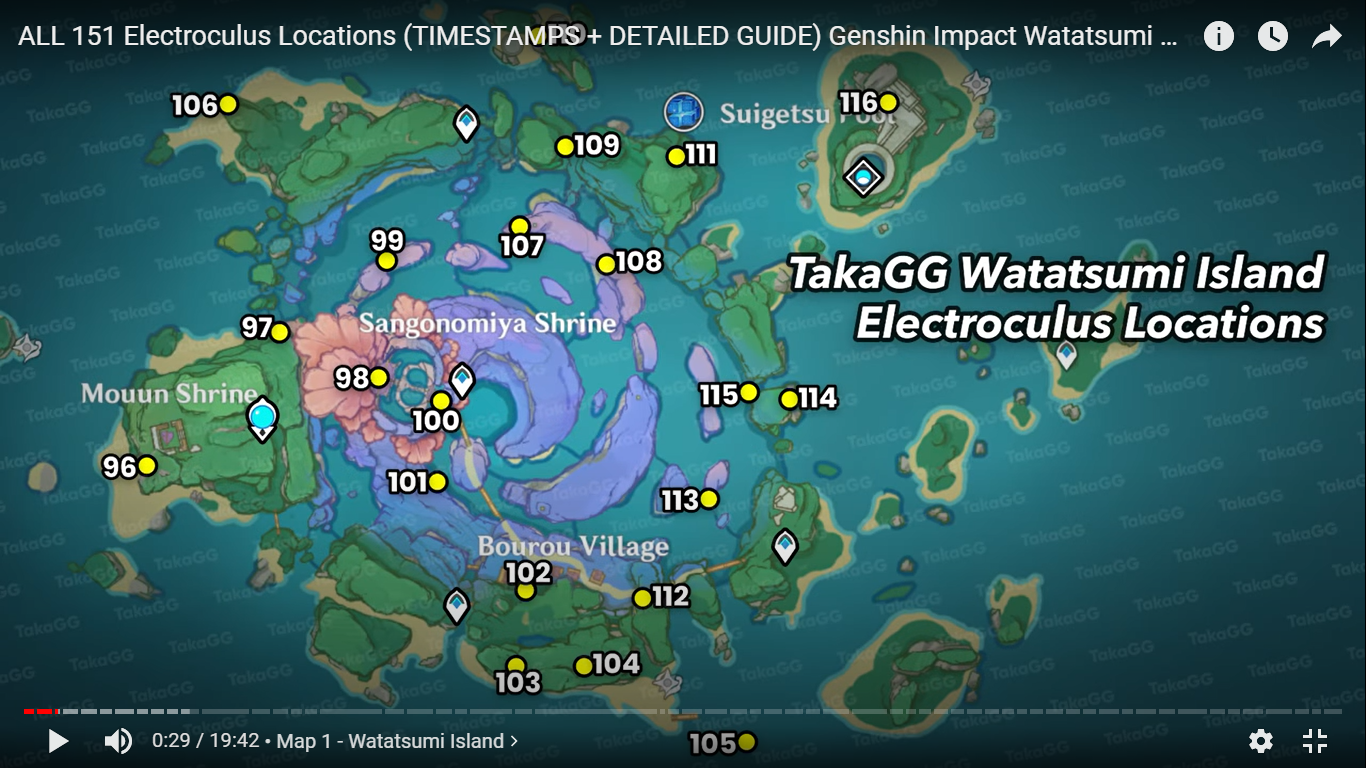 ALL 151 Electroculus Locations (TIMESTAMPS + DETAILED GUIDE) Genshin Impact Watatsumi ...
106
116
Suigetsu Pool
109
111
99
107
108
TakaGG Watatsumi Island
Electroculus Locations
97
Sangonomiya Shrine
98
Mouun Shrine
115
114
100
96
101
113
Bourou Village
102
112
104
103
105
0:29 / 19:42 • Map 1 - Watatsumi Island >